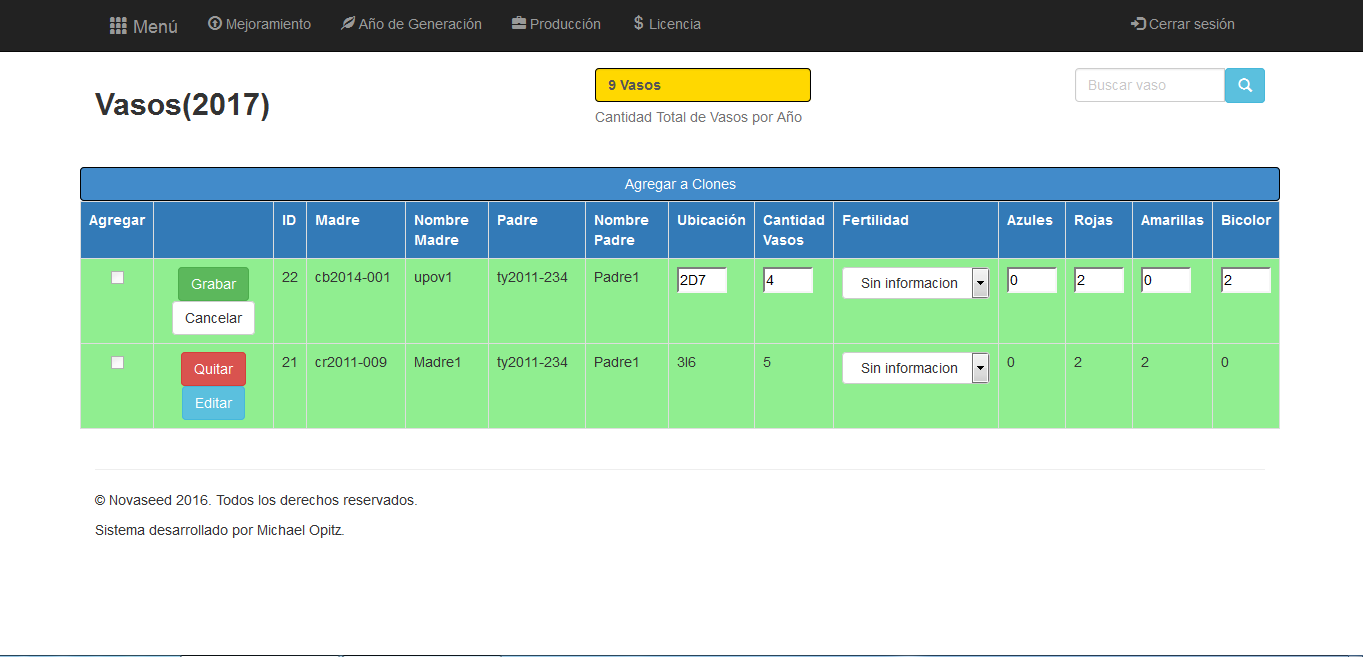 Menú Mejoramiento Año de Generación Producción $ Licencia Cerrar sesión
Vasos(2017)
9 Vasos
Cantidad Total de Vasos por Año
Buscar vaso
Agregar a Clones
Agregar ID Madre Nombre Madre Padre Nombre Padre Ubicación Cantidad Vasos Fertilidad Azules Rojas Amarillas Bicolor
Grabar 22 cb2014-001 upov1 ty2011-234 Padre1 2D7 4 Sin informacion 0 2 0 2
Cancelar
Quitar 21 cr2011-009 Madre1 ty2011-234 Padre1 3I6 5 Sin informacion 0 2 2 0
Editar
© Novaseed 2016. Todos los derechos reservados.
Sistema desarrollado por Michael Opitz.